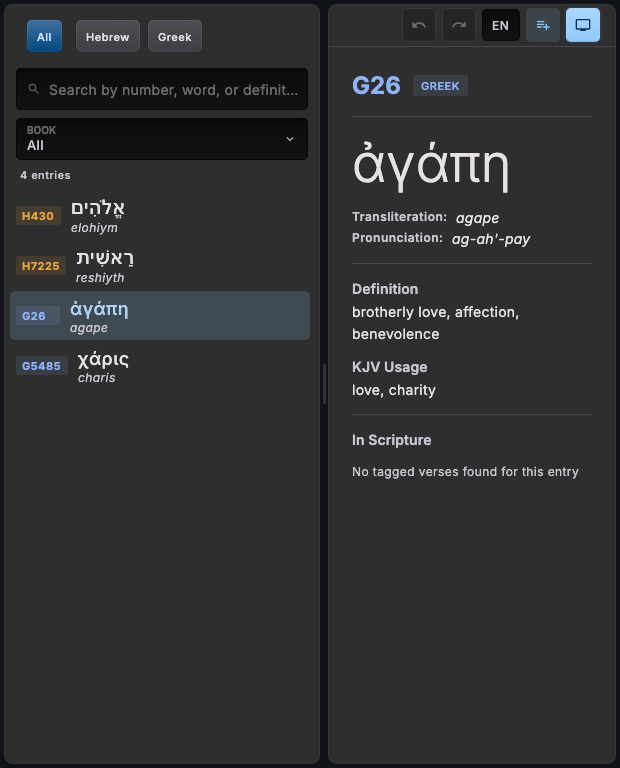 All
Hebrew
Greek
Search by number, word, or definit...
BOOK
All
4 entries
H430
אֱלֹהִים
elohiym
H7225
רֵאשִׁית
reshiyth
G26
ἀγάπη
agape
G5485
χάρις
charis
EN
G26
GREEK
ἀγάπη
Transliteration: agape
Pronunciation: ag-ah'-pay
Definition
brotherly love, affection,
benevolence
KJV Usage
love, charity
In Scripture
No tagged verses found for this entry